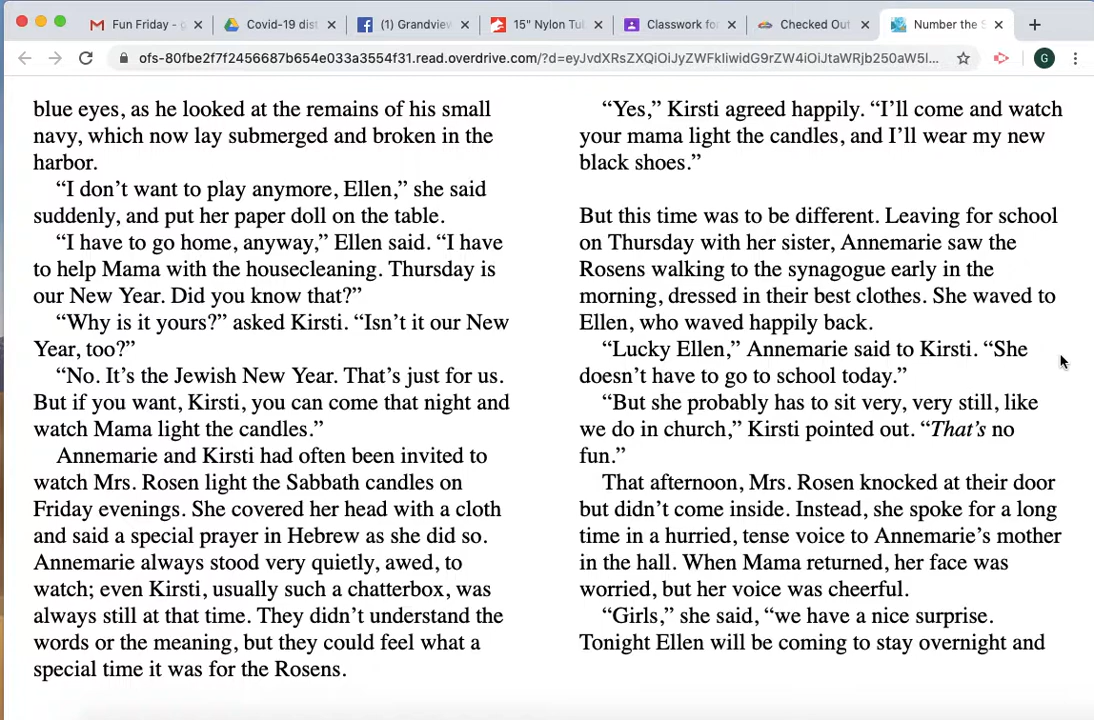 Fun Friday - g
Covid-19 dist
(1) Grandview
15" Nylon Tul
Classwork for
Checked Out
Number the S
ofs-80fbe2f7f2456687b654e033a3554f31.read.overdrive.com/?d=eyJvdXRsZXQiOiJyZWFkIiwidG9rZW4iOiJtaWRjb250aW5l...
G
blue eyes, as he looked at the remains of his small
navy, which now lay submerged and broken in the
harbor.
“I don’t want to play anymore, Ellen,” she said
suddenly, and put her paper doll on the table.
“I have to go home, anyway,” Ellen said. “I have
to help Mama with the housecleaning. Thursday is
our New Year. Did you know that?”
“Why is it yours?” asked Kirsti. “Isn’t it our New
Year, too?”
“No. It’s the Jewish New Year. That’s just for us.
But if you want, Kirsti, you can come that night and
watch Mama light the candles.”
Annemarie and Kirsti had often been invited to
watch Mrs. Rosen light the Sabbath candles on
Friday evenings. She covered her head with a cloth
and said a special prayer in Hebrew as she did so.
Annemarie always stood very quietly, awed, to
watch; even Kirsti, usually such a chatterbox, was
always still at that time. They didn’t understand the
words or the meaning, but they could feel what a
special time it was for the Rosens.
“Yes,” Kirsti agreed happily. “I’ll come and watch
your mama light the candles, and I’ll wear my new
black shoes.”
But this time was to be different. Leaving for school
on Thursday with her sister, Annemarie saw the
Rosens walking to the synagogue early in the
morning, dressed in their best clothes. She waved to
Ellen, who waved happily back.
“Lucky Ellen,” Annemarie said to Kirsti. “She
doesn’t have to go to school today.”
“But she probably has to sit very, very still, like
we do in church,” Kirsti pointed out. “That’s no
fun.”
That afternoon, Mrs. Rosen knocked at their door
but didn’t come inside. Instead, she spoke for a long
time in a hurried, tense voice to Annemarie’s mother
in the hall. When Mama returned, her face was
worried, but her voice was cheerful.
“Girls,” she said, “we have a nice surprise.
Tonight Ellen will be coming to stay overnight and